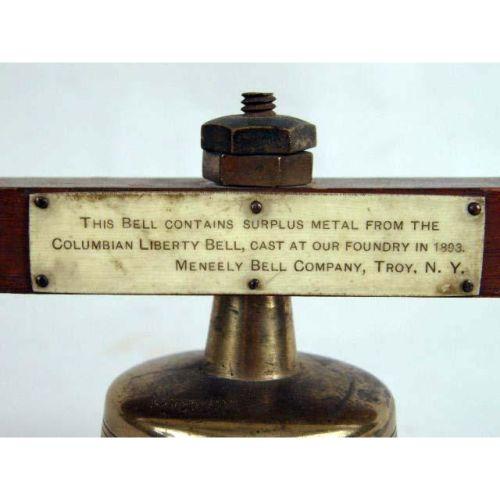 This Bell contains surplus metal from the
Columbian Liberty Bell, cast at our foundry in 1893.
Meneely Bell Company, Troy, N. Y.